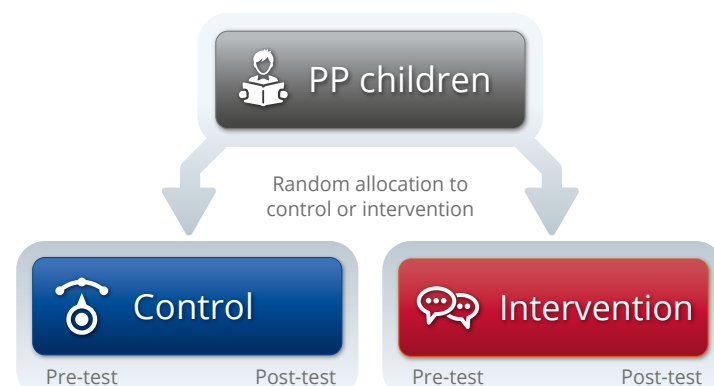 PP children
Random allocation to
control or intervention
Control
Intervention
Pre-test
Post-test
Pre-test
Post-test